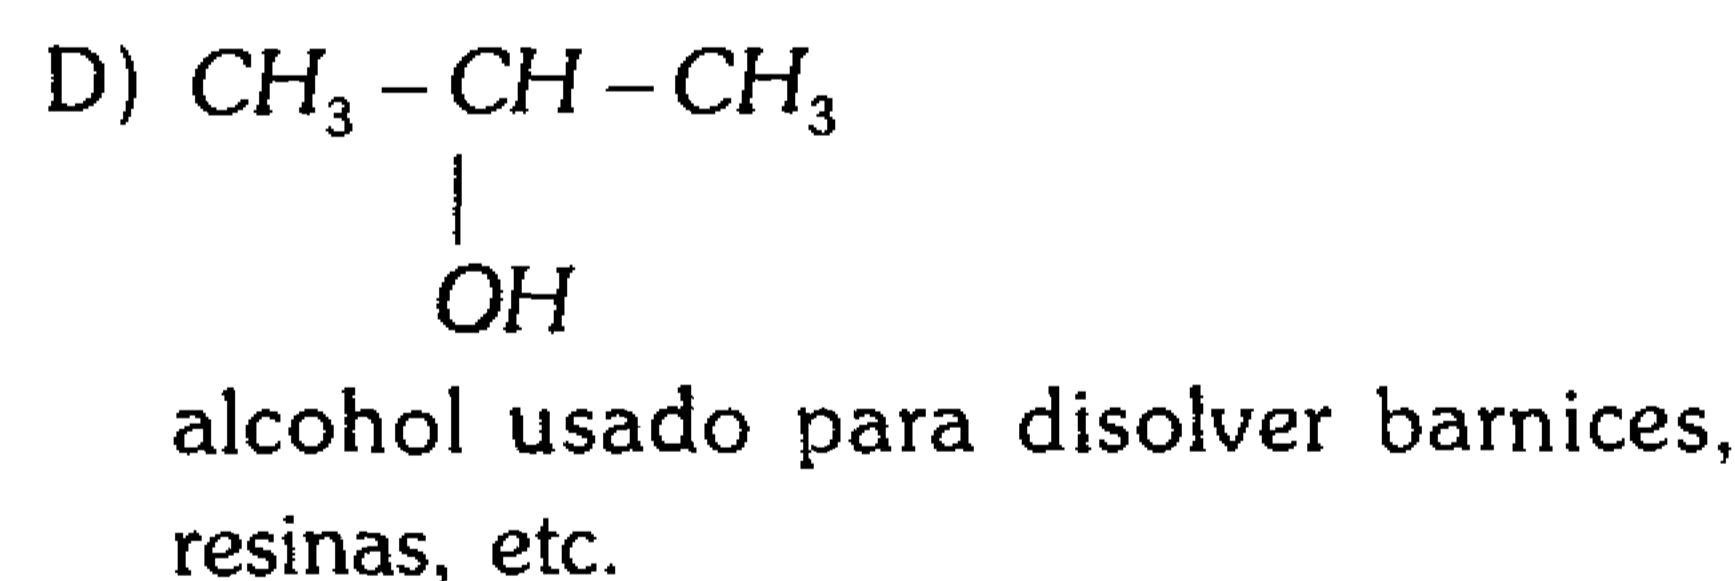 D) CH₃ – CH – CH₃
|
OH
alcohol usado para disolver barnices,
resinas, etc.